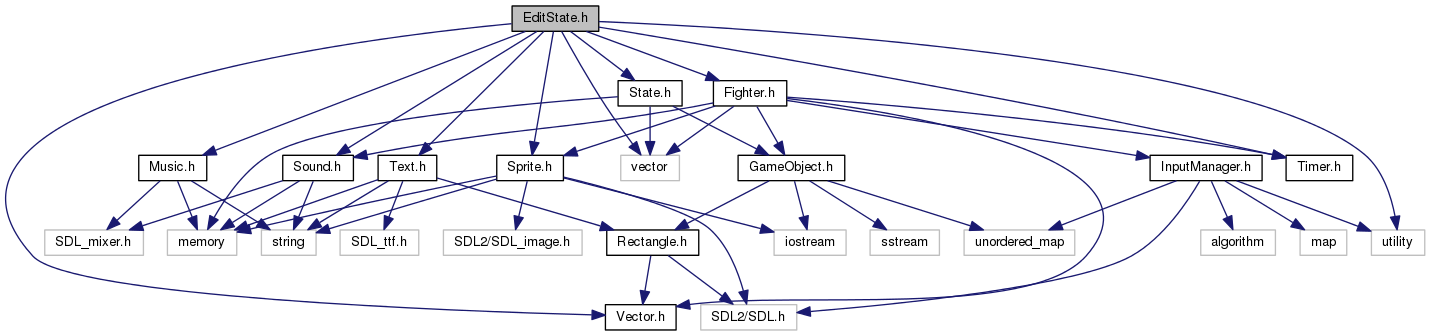 EditState.h
State.h
Fighter.h
Music.h
Sound.h
Text.h
Sprite.h
vector
GameObject.h
InputManager.h
Timer.h
SDL_mixer.h
memory
string
SDL_ttf.h
SDL2/SDL_image.h
Rectangle.h
iostream
sstream
unordered_map
algorithm
map
utility
Vector.h
SDL2/SDL.h